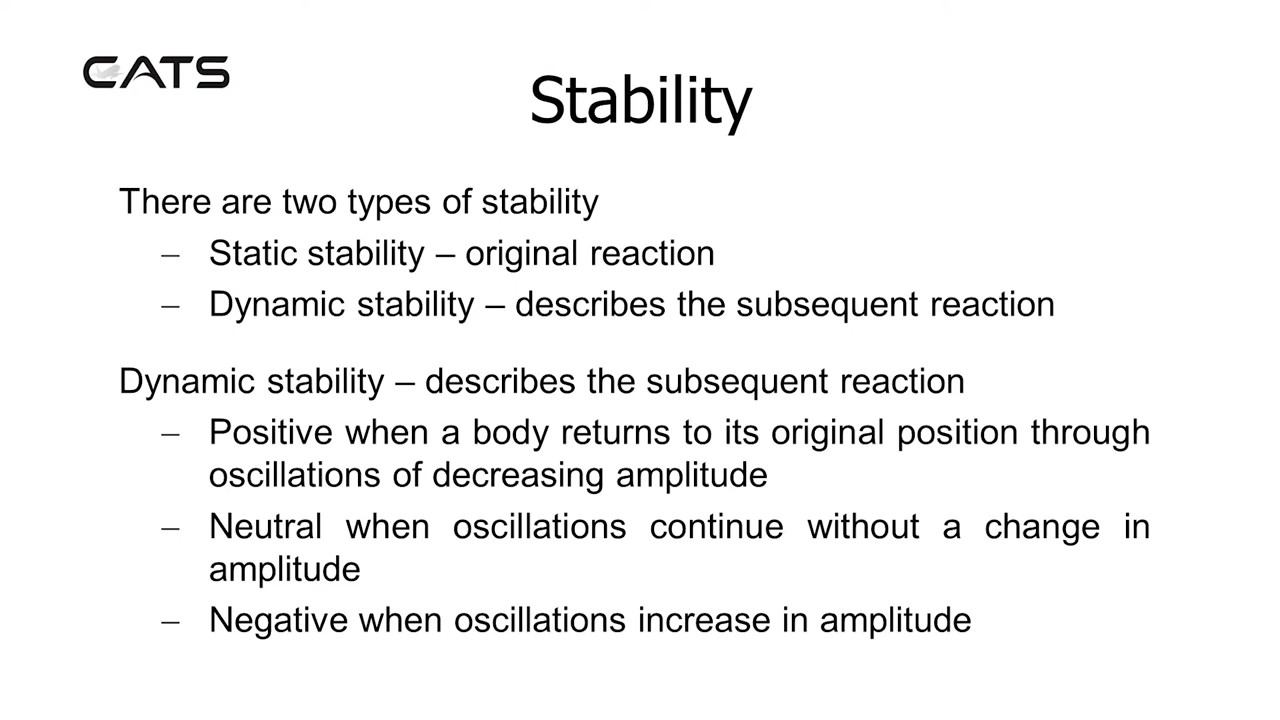 CATS
Stability
There are two types of stability
– Static stability – original reaction
– Dynamic stability – describes the subsequent reaction
Dynamic stability – describes the subsequent reaction
– Positive when a body returns to its original position through
oscillations of decreasing amplitude
– Neutral when oscillations continue without a change in
amplitude
– Negative when oscillations increase in amplitude